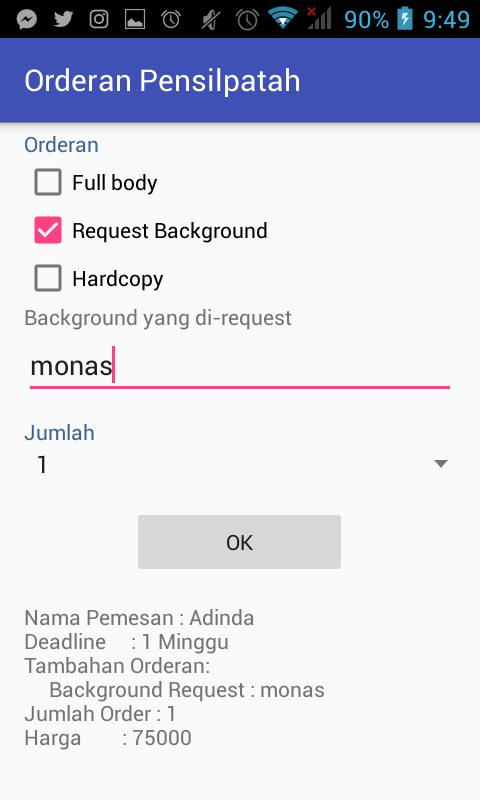 90% 9:49
Orderan Pensilpatah
Orderan
Full body
Request Background
Hardcopy
Background yang di-request
monas
Jumlah
1
OK
Nama Pemesan : Adinda
Deadline : 1 Minggu
Tambahan Orderan:
Background Request : monas
Jumlah Order : 1
Harga : 75000